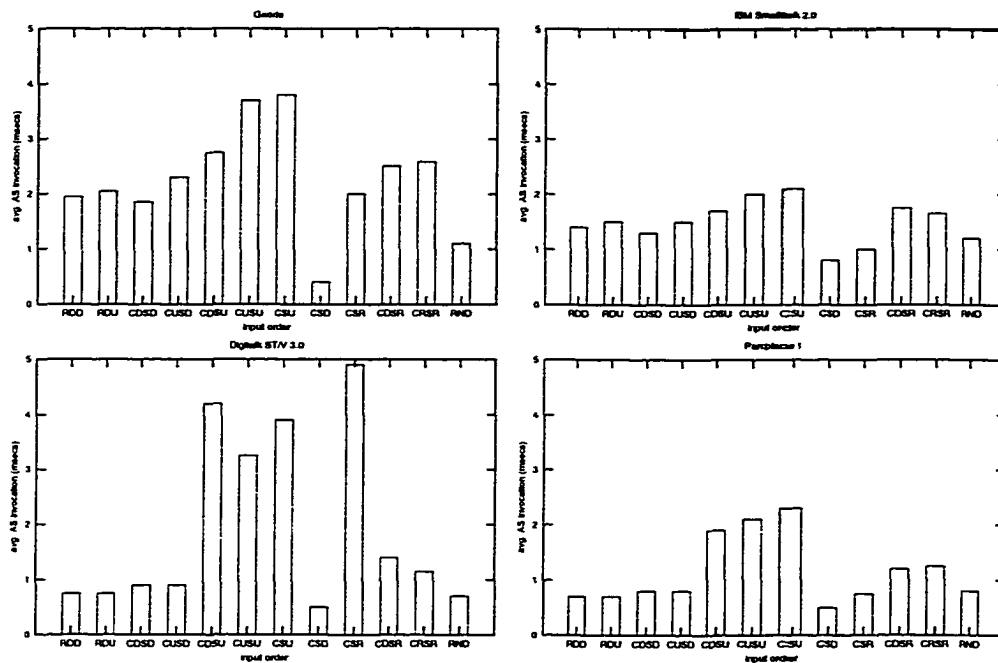 Geode
avg. AS Invocation (msecs)
5
4
3
2
1
0
RDD RDU CDSD CUSD CDSU CUSU CSU CSD CSR CDSR CRSR RND
Input order
IBM Smalltalk 2.0
avg. AS Invocation (msecs)
5
4
3
2
1
0
RDD RDU CDSD CUSD CDSU CUSU CSU CSD CSR CDSR CRSR RND
Input order
Digitalk ST/V 3.0
avg. AS Invocation (msecs)
5
4
3
2
1
0
RDD RDU CDSD CUSD CDSU CUSU CSU CSD CSR CDSR CRSR RND
Input order
Parcplace
avg. AS Invocation (msecs)
5
4
3
2
1
0
RDD RDU CDSD CUSD CDSU CUSU CSU CSD CSR CDSR CRSR RND
Input order